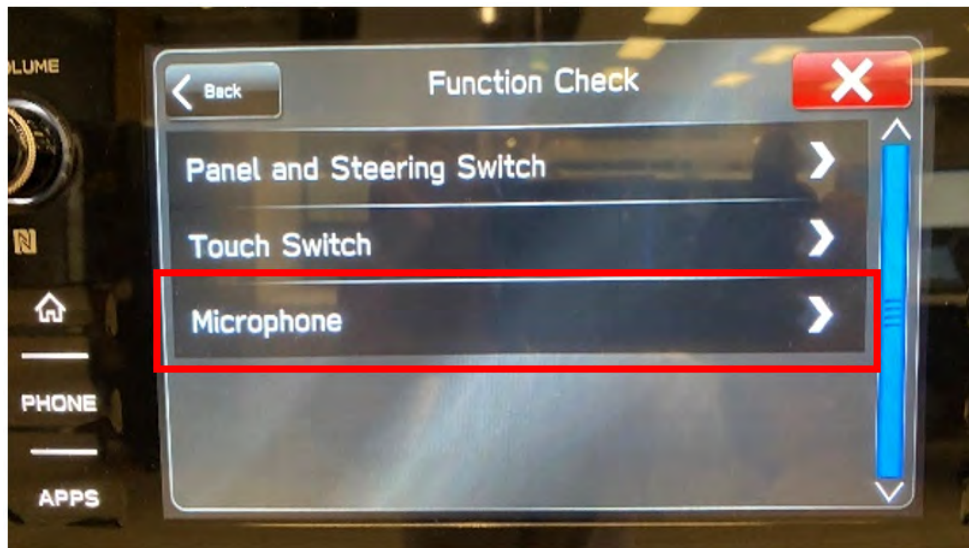 OLUME
Back
Function Check
Panel and Steering Switch
Touch Switch
Microphone
PHONE
APPS